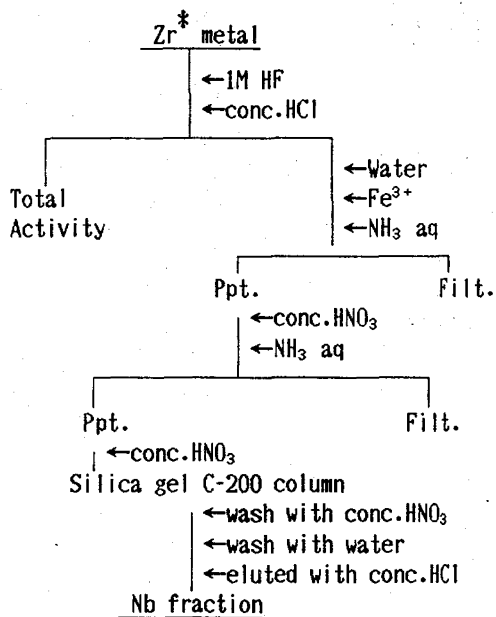 Zr* metal
←1M HF
←conc.HCl
Total
Activity
←Water
←Fe³⁺
←NH₃ aq
Ppt.
Filt.
←conc.HNO₃
←NH₃ aq
Ppt.
Filt.
←conc.HNO₃
Silica gel C-200 column
←wash with conc.HNO₃
←wash with water
←eluted with conc.HCl
Nb fraction